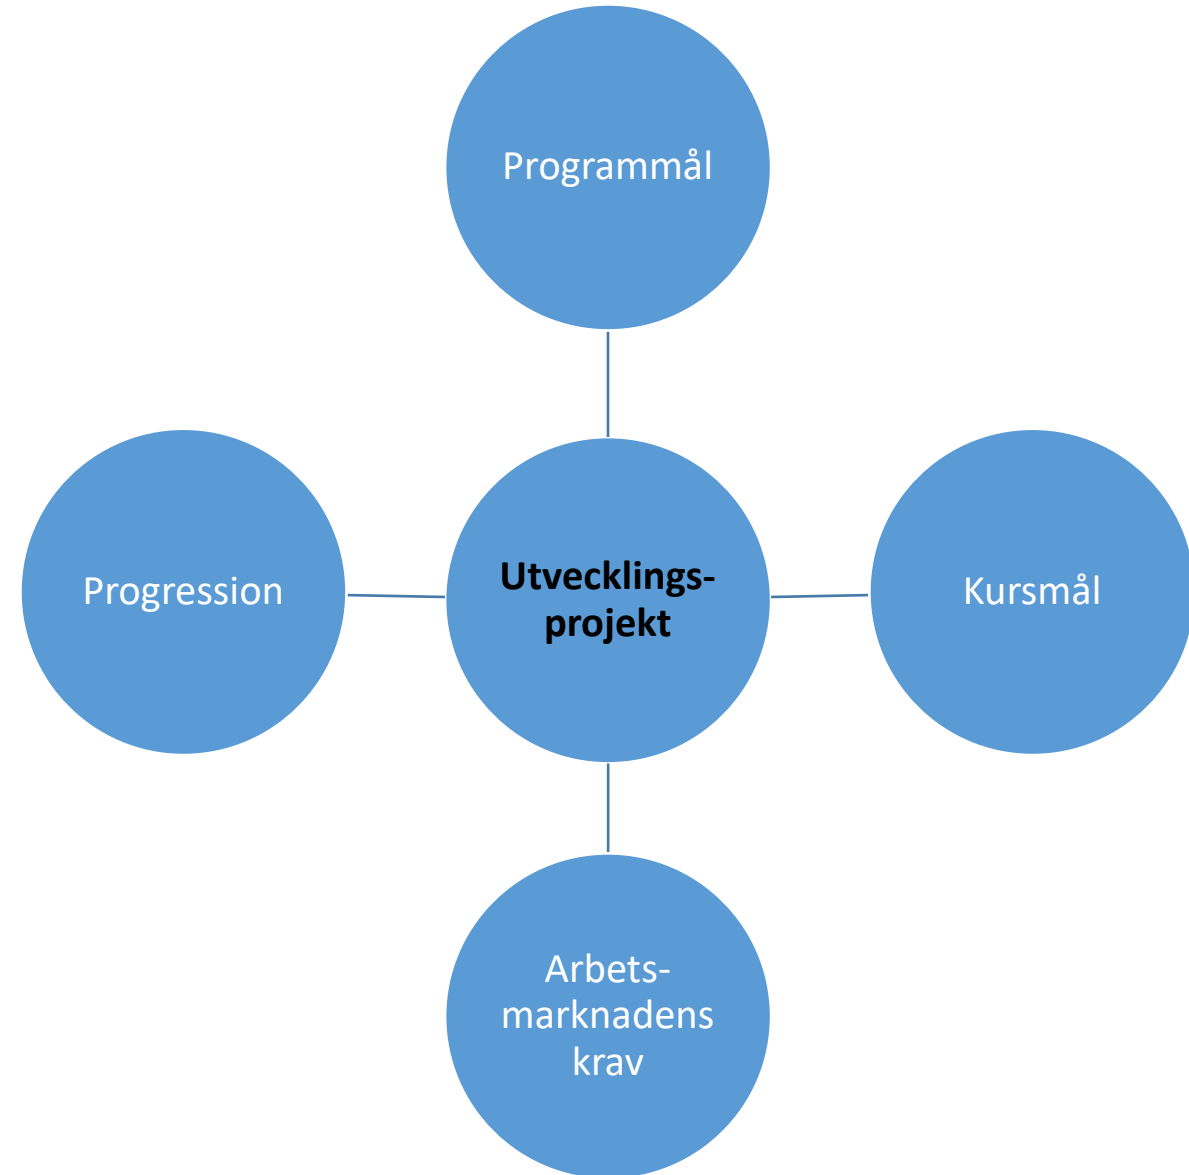 Programmål
Progression
Utvecklings-
projekt
Kursmål
Arbets-
marknadens
krav